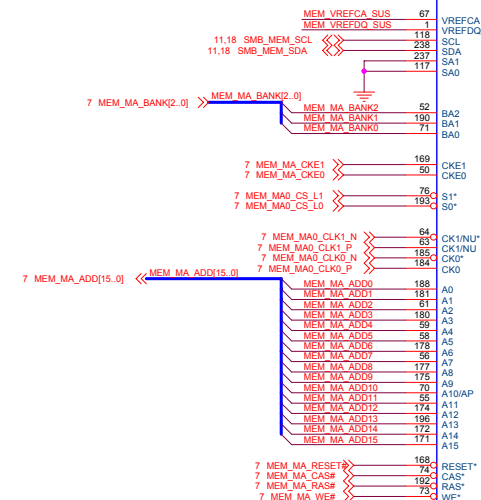 MEM_VREFCA_SUS 67 VREFCA
MEM_VREFDQ_SUS 1 VREFDQ
11,18 SMB_MEM_SCL 118 SCL
11,18 SMB_MEM_SDA 238 SDA
237 SA1
117 SA0
7 MEM_MA_BANK[2..0] MEM_MA_BANK[2..0]
MEM_MA_BANK2 52 BA2
MEM_MA_BANK1 190 BA1
MEM_MA_BANK0 71 BA0
7 MEM_MA_CKE1 169 CKE1
7 MEM_MA_CKE0 50 CKE0
7 MEM_MA0_CS_L1 76 S1*
7 MEM_MA0_CS_L0 193 S0*
7 MEM_MA0_CLK1_N 64 CK1/NU*
7 MEM_MA0_CLK1_P 63 CK1/NU
7 MEM_MA0_CLK0_N 185 CK0*
7 MEM_MA0_CLK0_P 184 CK0
7 MEM_MA_ADD[15..0] MEM_MA_ADD[15..0]
MEM_MA_ADD0 188 A0
MEM_MA_ADD1 181 A1
MEM_MA_ADD2 61 A2
MEM_MA_ADD3 180 A3
MEM_MA_ADD4 59 A4
MEM_MA_ADD5 58 A5
MEM_MA_ADD6 178 A6
MEM_MA_ADD7 56 A7
MEM_MA_ADD8 177 A8
MEM_MA_ADD9 175 A9
MEM_MA_ADD10 70 A10/AP
MEM_MA_ADD11 55 A11
MEM_MA_ADD12 174 A12
MEM_MA_ADD13 196 A13
MEM_MA_ADD14 172 A14
MEM_MA_ADD15 171 A15
7 MEM_MA_RESET# 168 RESET*
7 MEM_MA_CAS# 74 CAS*
7 MEM_MA_RAS# 192 RAS*
7 MEM_MA_WE# 73 WE*